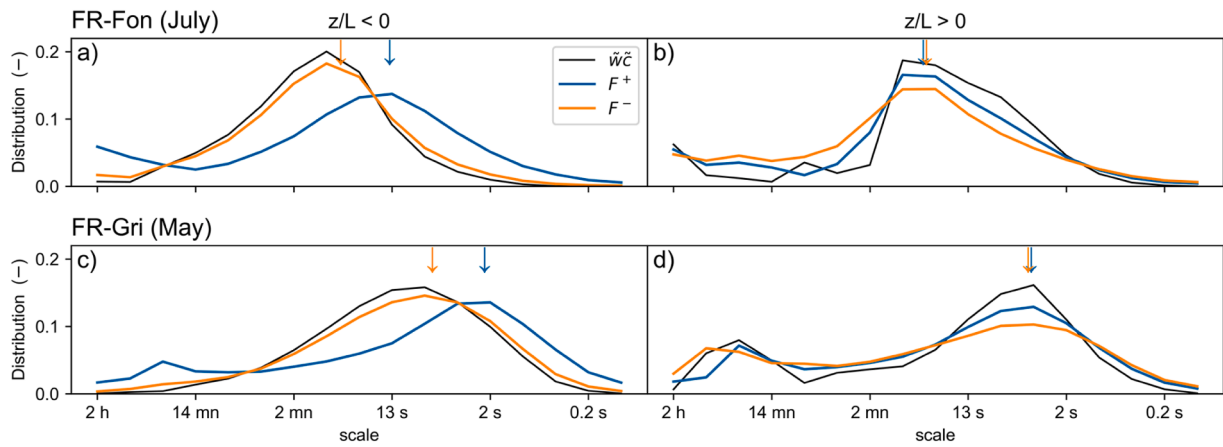 FR-Fon (July)
z/L < 0
z/L > 0
a)
b)
w̃c̃
F⁺
F⁻
Distribution (−)
0.2
0.1
0.0
FR-Gri (May)
c)
d)
Distribution (−)
0.2
0.1
0.0
2 h 14 mn 2 mn 13 s 2 s 0.2 s
2 h 14 mn 2 mn 13 s 2 s 0.2 s
scale
scale